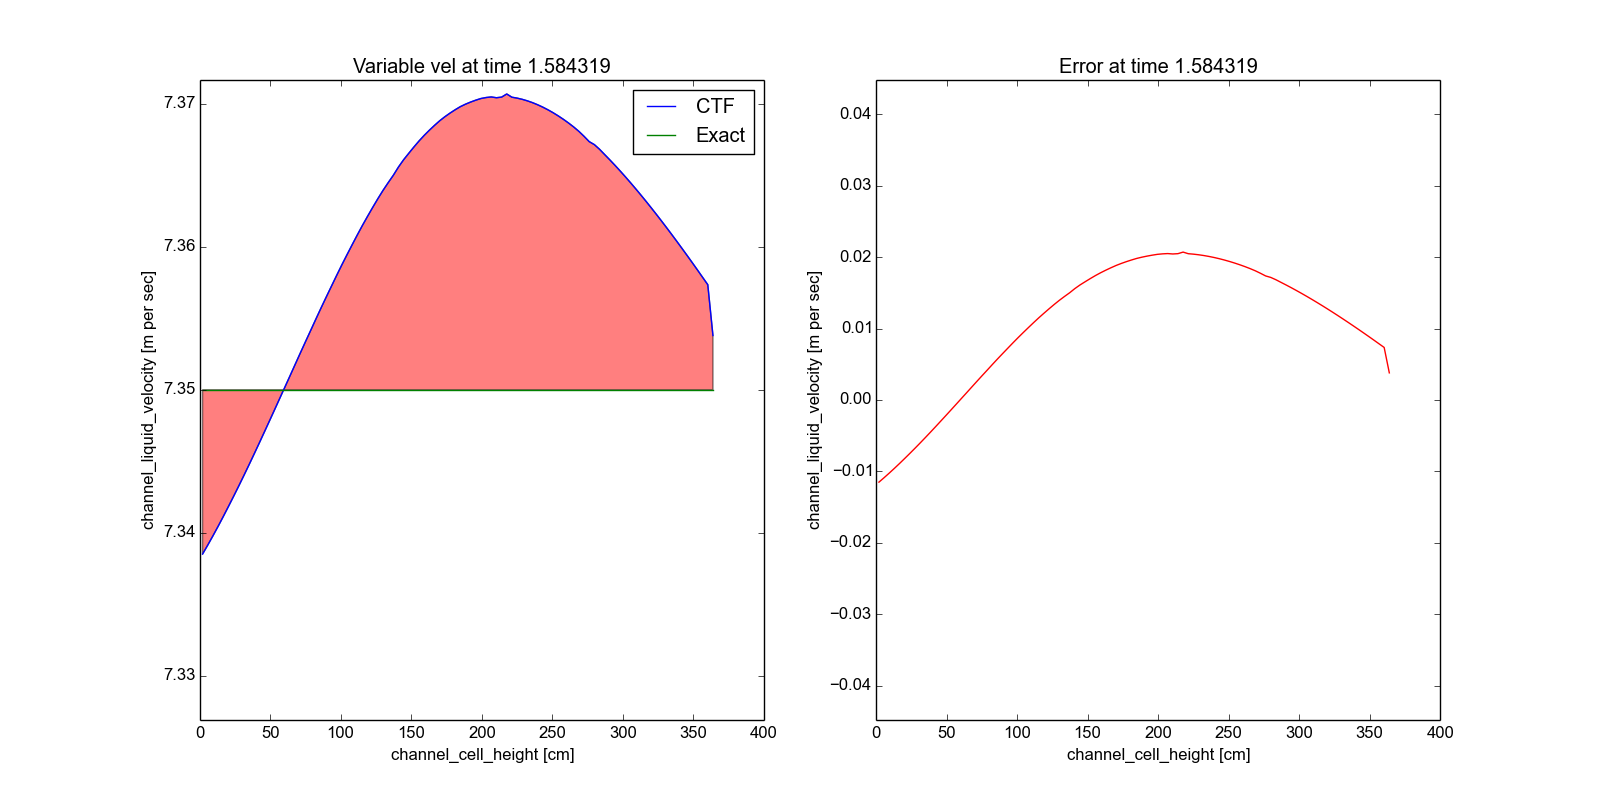 Variable vel at time 1.584319
CTF
Exact
7.37
7.36
7.35
7.34
7.33
channel_liquid_velocity [m per sec]
0 50 100 150 200 250 300 350 400
channel_cell_height [cm]
Error at time 1.584319
0.04
0.03
0.02
0.01
0.00
−0.01
−0.02
−0.03
−0.04
channel_liquid_velocity [m per sec]
0 50 100 150 200 250 300 350 400
channel_cell_height [cm]